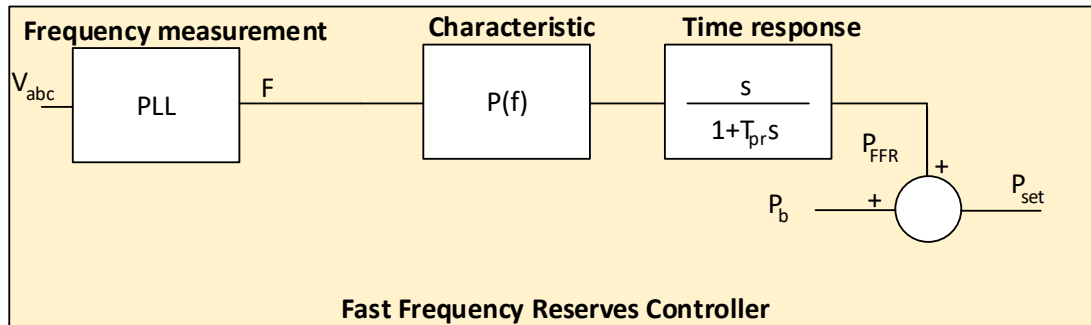 Frequency measurement
Characteristic
Time response
V_abc
PLL
F
P(f)
s
1+T_pr s
P_FFR
+
P_b
+
P_set
Fast Frequency Reserves Controller